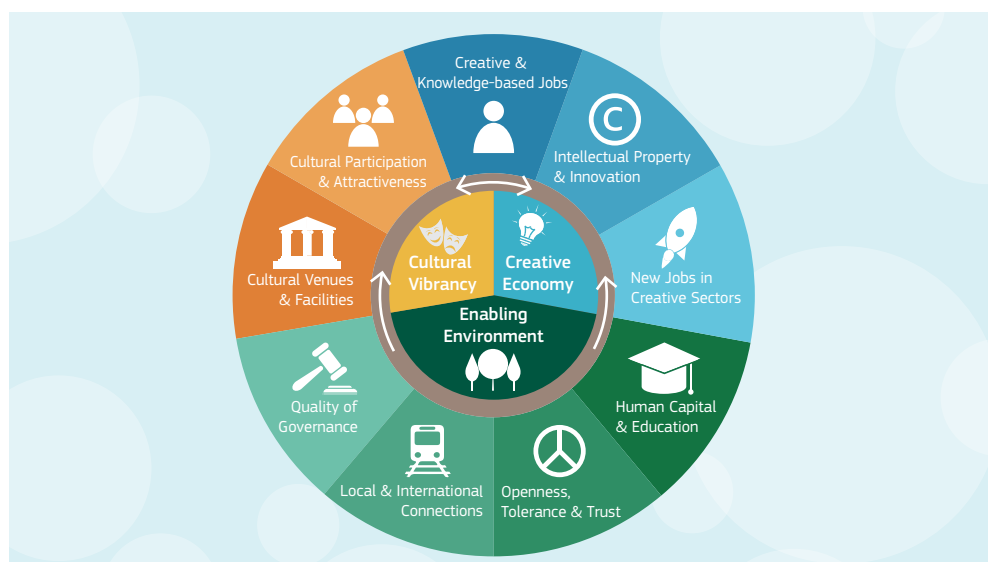 Creative &
Knowledge-based Jobs
C
Intellectual Property
& Innovation
Cultural Participation
& Attractiveness
New Jobs in
Creative Sectors
Cultural Venues
& Facilities
Cultural
Vibrancy
Creative
Economy
Enabling
Environment
Human Capital
& Education
Quality of
Governance
Openness,
Tolerance & Trust
Local & International
Connections